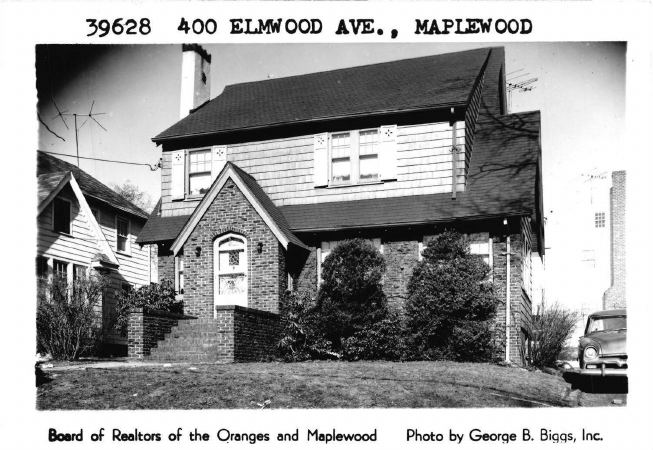 39628 400 ELMWOOD AVE., MAPLEWOOD
Board of Realtors of the Oranges and Maplewood Photo by George B. Biggs, Inc.